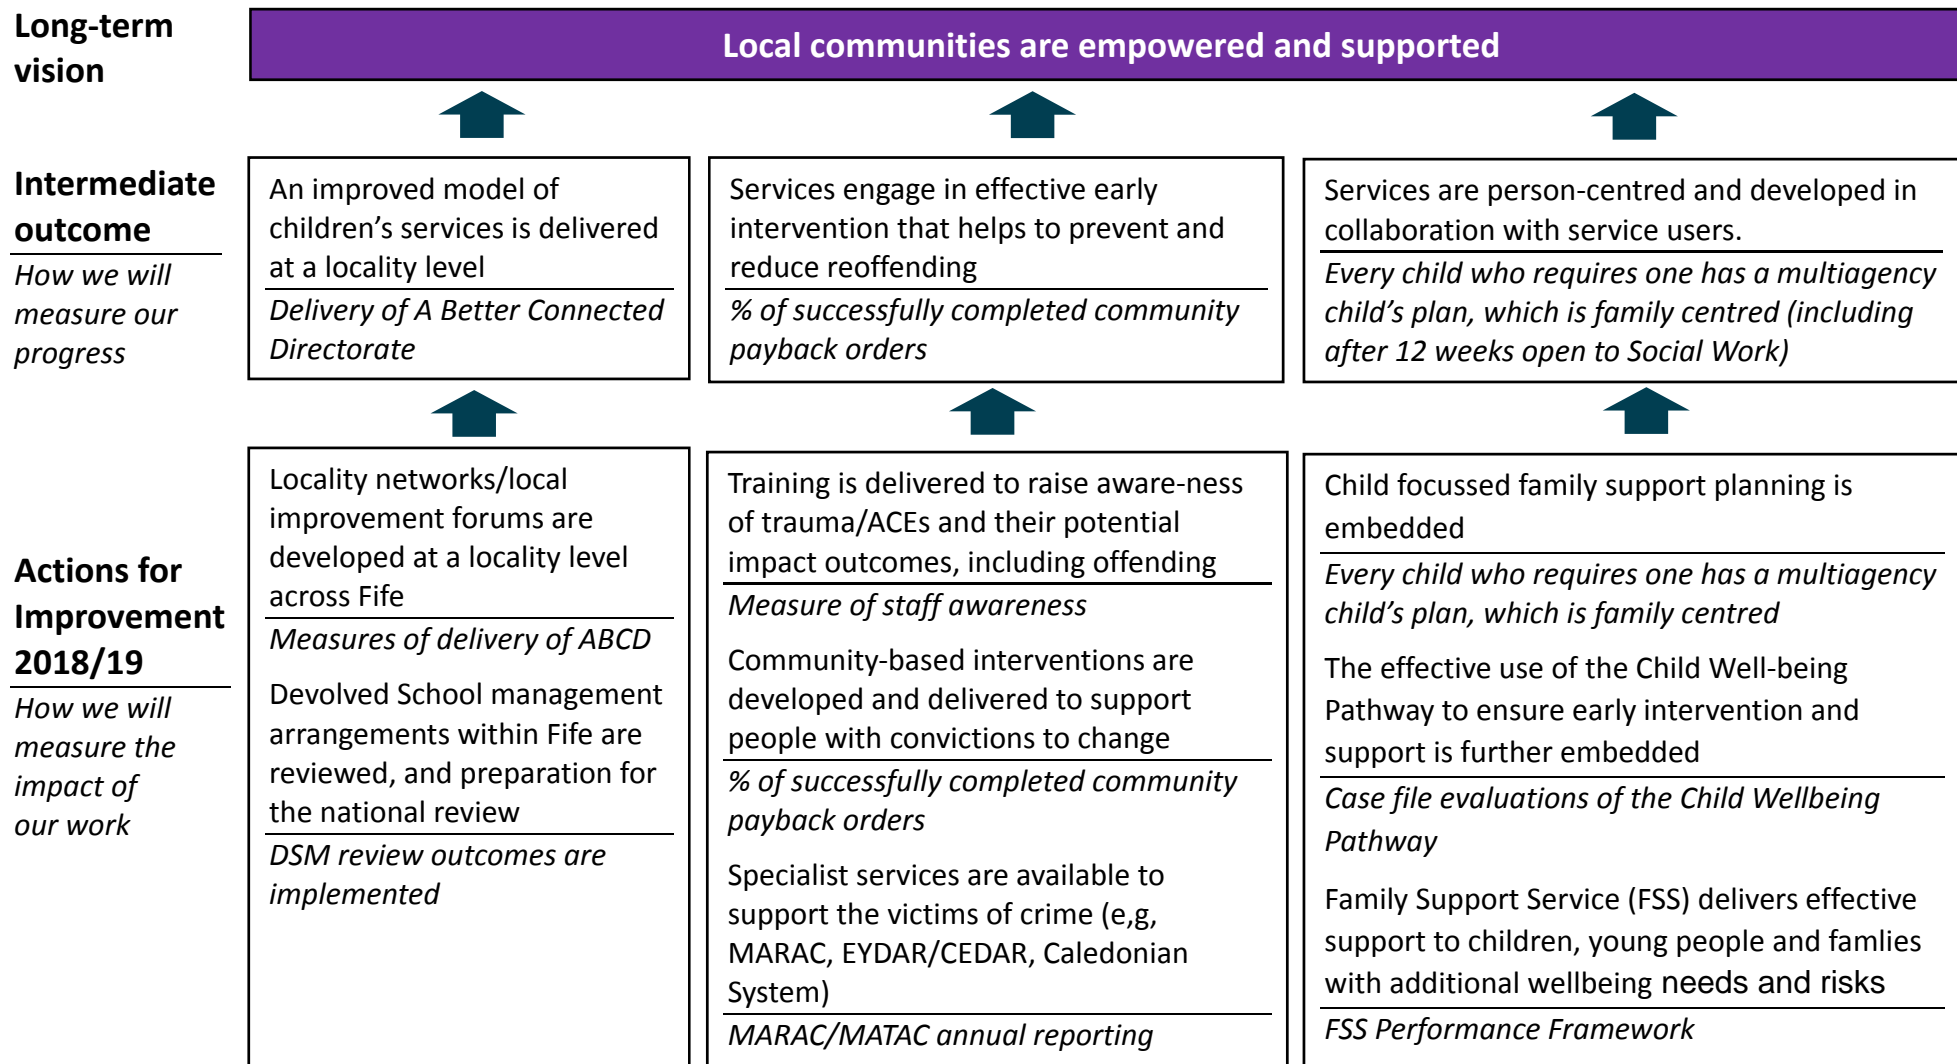 Long-term
vision
Local communities are empowered and supported
Intermediate
outcome
How we will
measure our
progress
An improved model of
children’s services is delivered
at a locality level
Delivery of A Better Connected
Directorate
Services engage in effective early
intervention that helps to prevent and
reduce reoffending
% of successfully completed community
payback orders
Services are person-centred and developed in
collaboration with service users.
Every child who requires one has a multiagency
child’s plan, which is family centred (including
after 12 weeks open to Social Work)
Actions for
Improvement
2018/19
How we will
measure the
impact of
our work
Locality networks/local
improvement forums are
developed at a locality level
across Fife
Measures of delivery of ABCD
Devolved School management
arrangements within Fife are
reviewed, and preparation for
the national review
DSM review outcomes are
implemented
Training is delivered to raise aware-ness
of trauma/ACEs and their potential
impact outcomes, including offending
Measure of staff awareness
Community-based interventions are
developed and delivered to support
people with convictions to change
% of successfully completed community
payback orders
Specialist services are available to
support the victims of crime (e,g,
MARAC, EYDAR/CEDAR, Caledonian
System)
MARAC/MATAC annual reporting
Child focussed family support planning is
embedded
Every child who requires one has a multiagency
child’s plan, which is family centred
The effective use of the Child Well-being
Pathway to ensure early intervention and
support is further embedded
Case file evaluations of the Child Wellbeing
Pathway
Family Support Service (FSS) delivers effective
support to children, young people and famlies
with additional wellbeing needs and risks
FSS Performance Framework